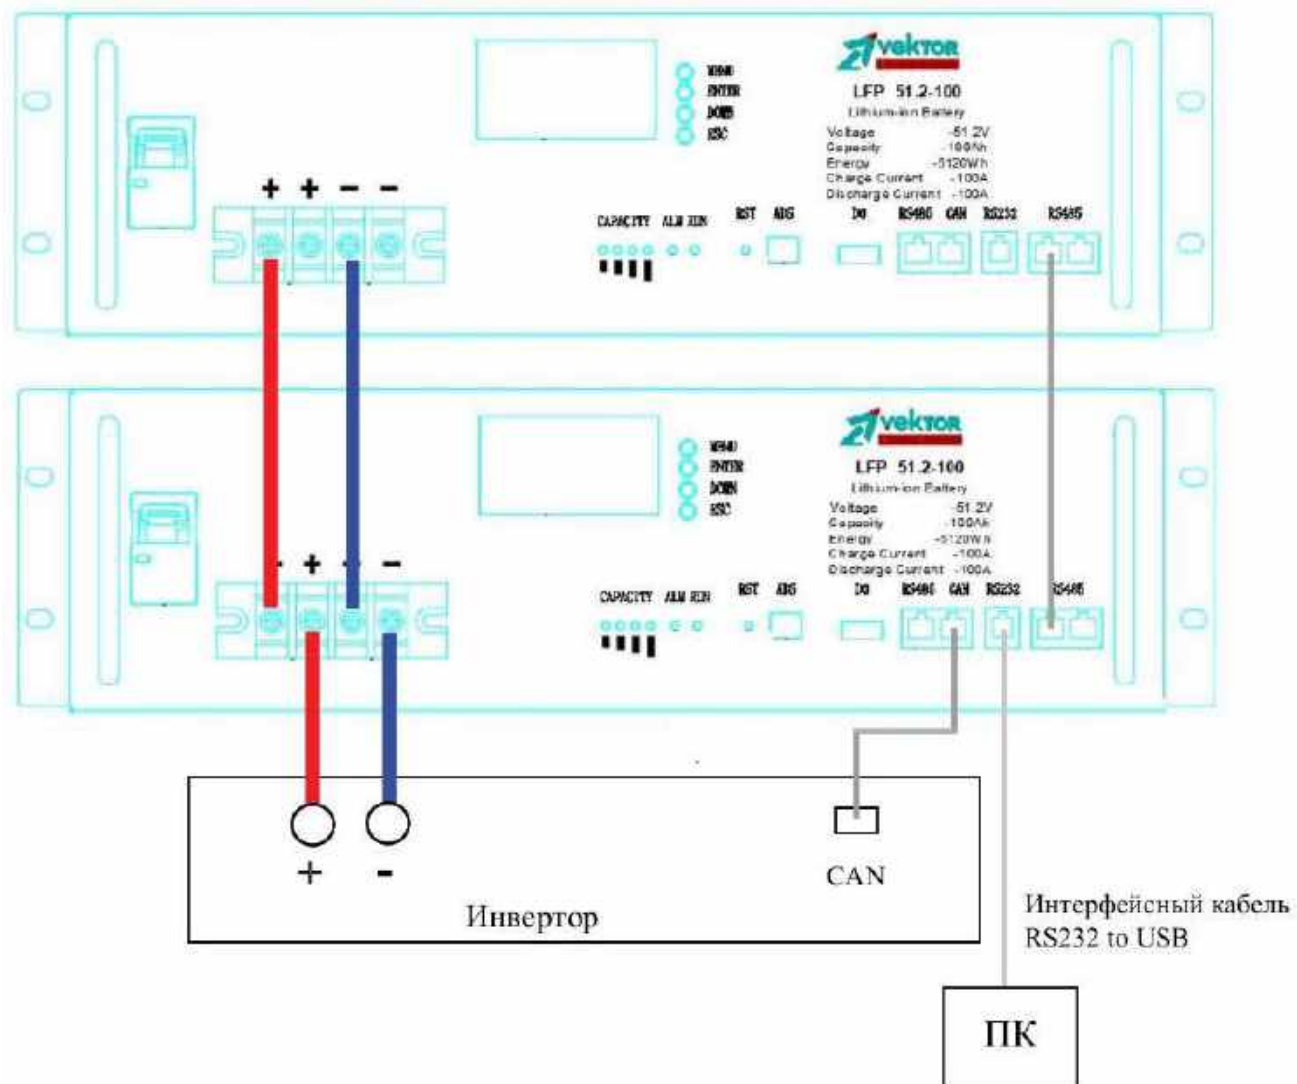 vektor
MENU
ENTER
DOWN
ESC
LFP 51.2-100
Lithium-ion Battery
Voltage -51.2V
Capacity -100Ah
Energy -5120Wh
Charge Current -100A
Discharge Current -100A
+ + - -
CAPACITY ALM RUN RST ADS DO RS485 CAN RS232 RS485
vektor
MENU
ENTER
DOWN
ESC
LFP 51.2-100
Lithium-ion Battery
Voltage -51.2V
Capacity -100Ah
Energy -5120Wh
Charge Current -100A
Discharge Current -100A
+ -
CAPACITY ALM RUN RST ADS DO RS485 CAN RS232 RS485
+ -
CAN
Инвертор
Интерфейсный кабель
RS232 to USB
ПК